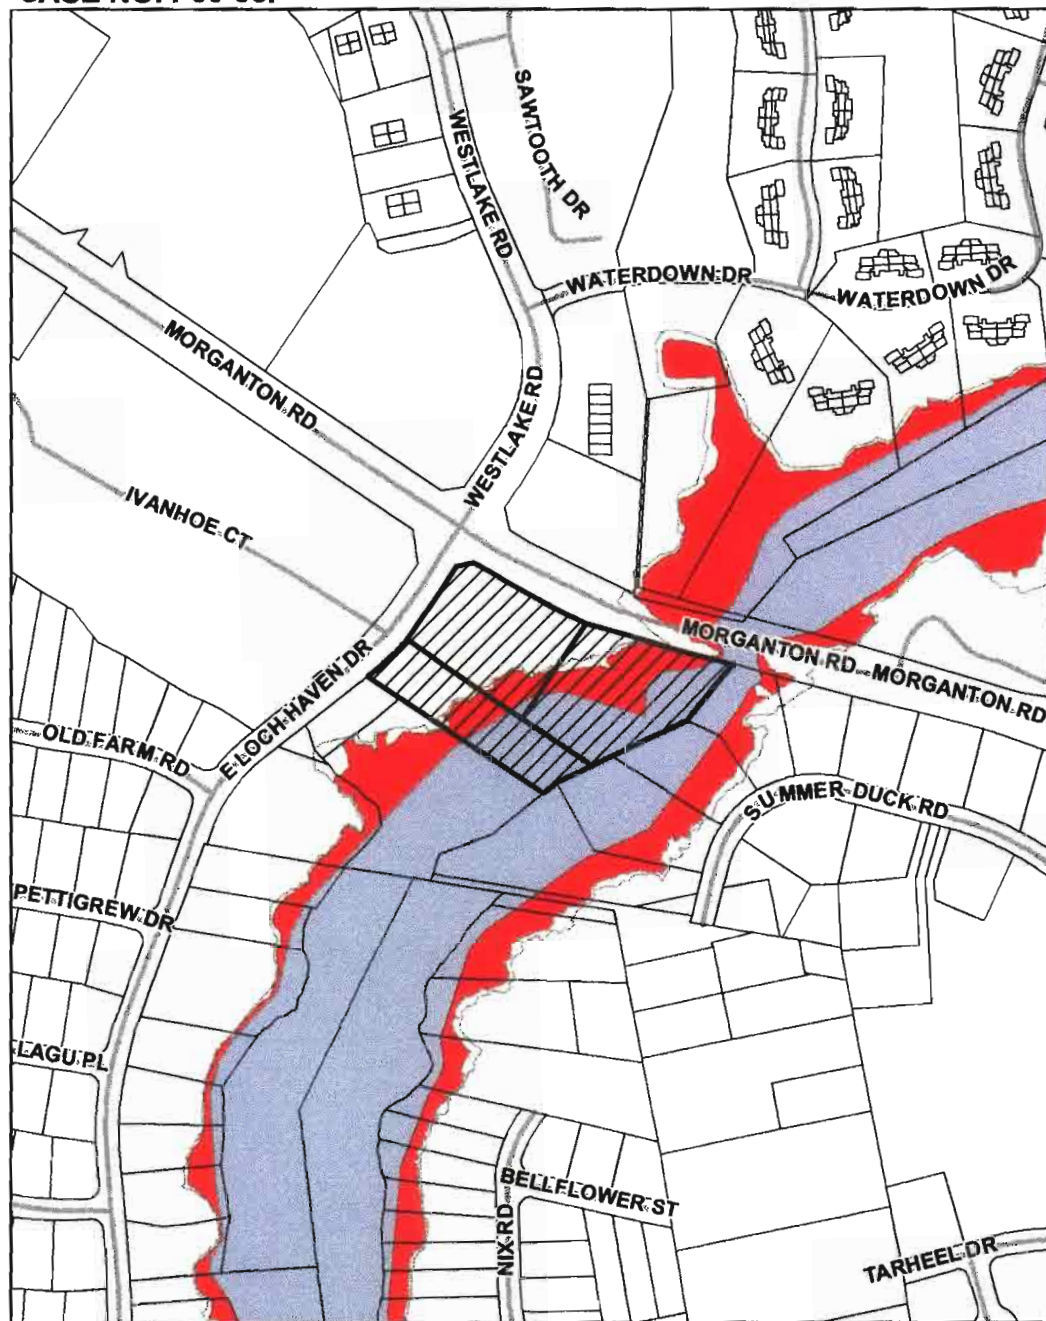 SAWTOOTH DR
WESTLAKE RD
WATERDOWN DR
WATERDOWN DR
MORGANTON RD
WESTLAKE RD
IVANHOE CT
MORGANTON RD
MORGANTON RD
E LOCH HAVEN DR
OLD FARM RD
SUMMER DUCK RD
PETTIGREW DR
LAGU PL
BELLFLOWER ST
NIX RD
TARHEEL DR